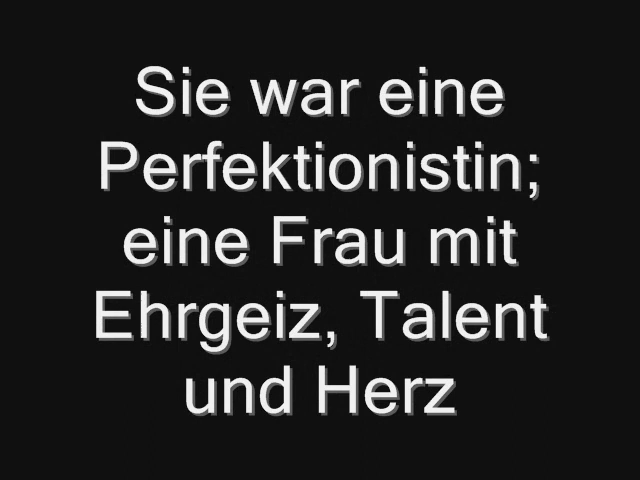 Sie war eine
Perfektionistin;
eine Frau mit
Ehrgeiz, Talent
und Herz